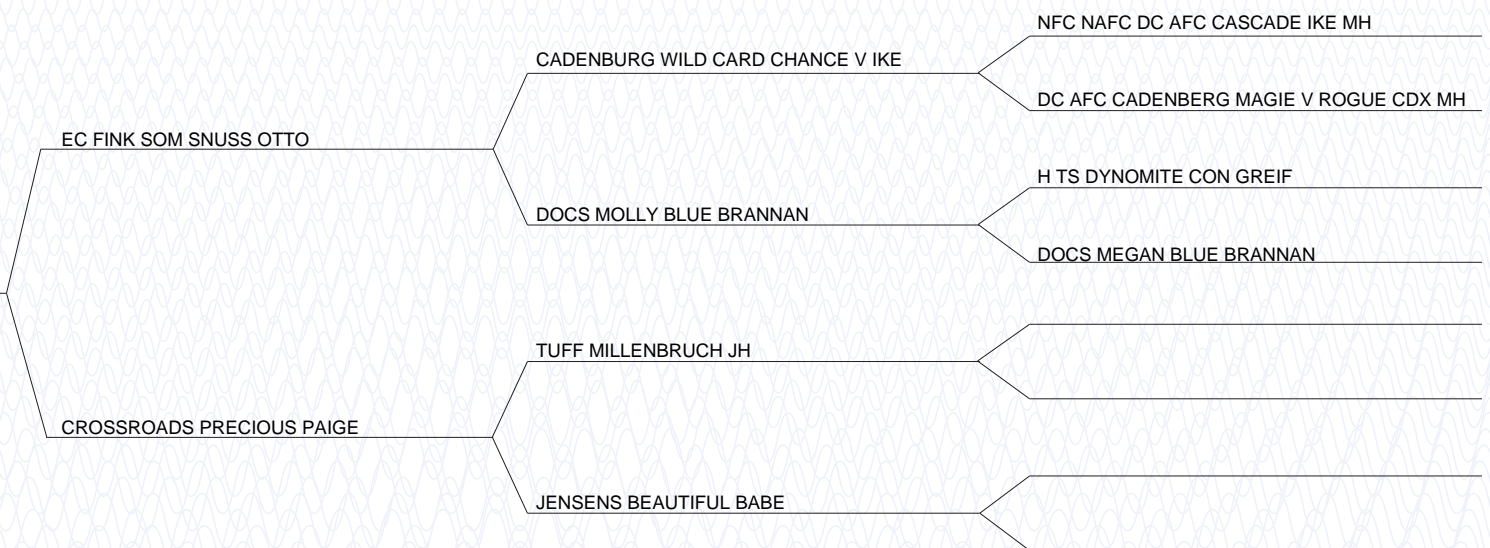 NFC NAFC DC AFC CASCADE IKE MH
CADENBURG WILD CARD CHANCE V IKE
DC AFC CADENBERG MAGIE V ROGUE CDX MH
EC FINK SOM SNUSS OTTO
H TS DYNOMITE CON GREIF
DOCS MOLLY BLUE BRANNAN
DOCS MEGAN BLUE BRANNAN
TUFF MILLENBRUCH JH
CROSSROADS PRECIOUS PAIGE
JENSENS BEAUTIFUL BABE